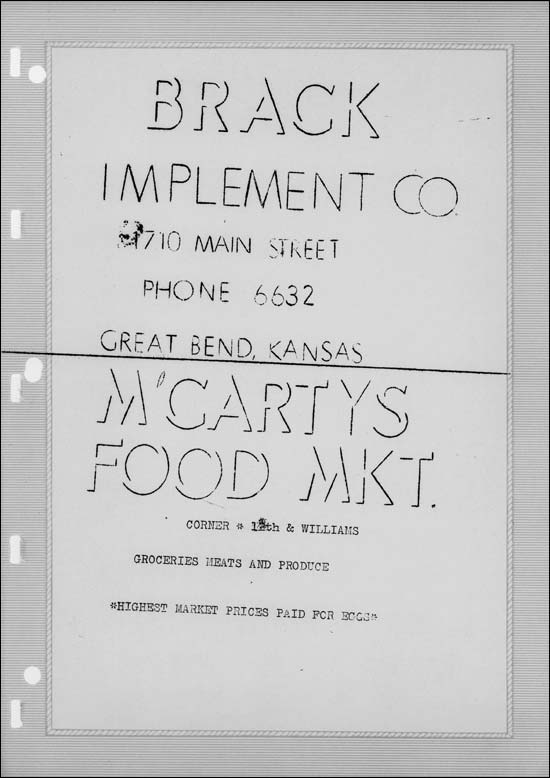 BRACK
IMPLEMENT CO.
1710 MAIN STREET
PHONE 6632
GREAT BEND, KANSAS
M'CARTYS
FOOD MKT.
CORNER * & WILLIAMS
GROCERIES MEATS AND PRODUCE
*HIGHEST MARKET PRICES PAID FOR EGGS*